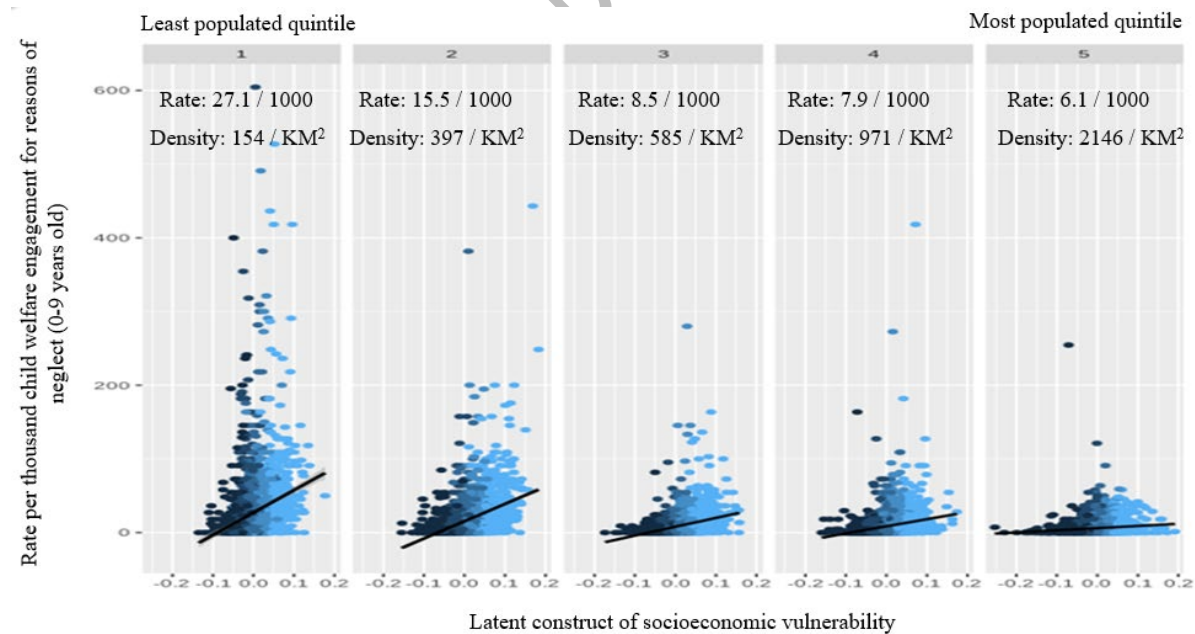 Least populated quintile
Most populated quintile
1
2
3
4
5
Rate: 27.1 / 1000
Density: 154 / KM²
Rate: 15.5 / 1000
Density: 397 / KM²
Rate: 8.5 / 1000
Density: 585 / KM²
Rate: 7.9 / 1000
Density: 971 / KM²
Rate: 6.1 / 1000
Density: 2146 / KM²
Rate per thousand child welfare engagement for reasons of
neglect (0-9 years old)
600
400
200
0
-0.2 -0.1 0.0 0.1 0.2
-0.2 -0.1 0.0 0.1 0.2
-0.2 -0.1 0.0 0.1 0.2
-0.2 -0.1 0.0 0.1 0.2
-0.2 -0.1 0.0 0.1 0.2
Latent construct of socioeconomic vulnerability